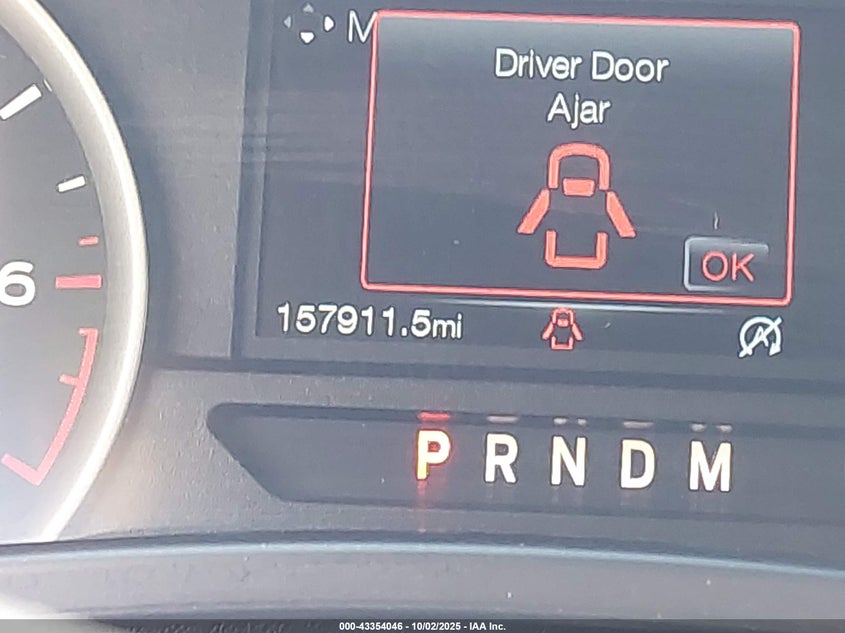 M
Driver Door
Ajar
OK
6
157911.5mi
P R N D M
000-43354046 - 10/02/2025 - IAA Inc.